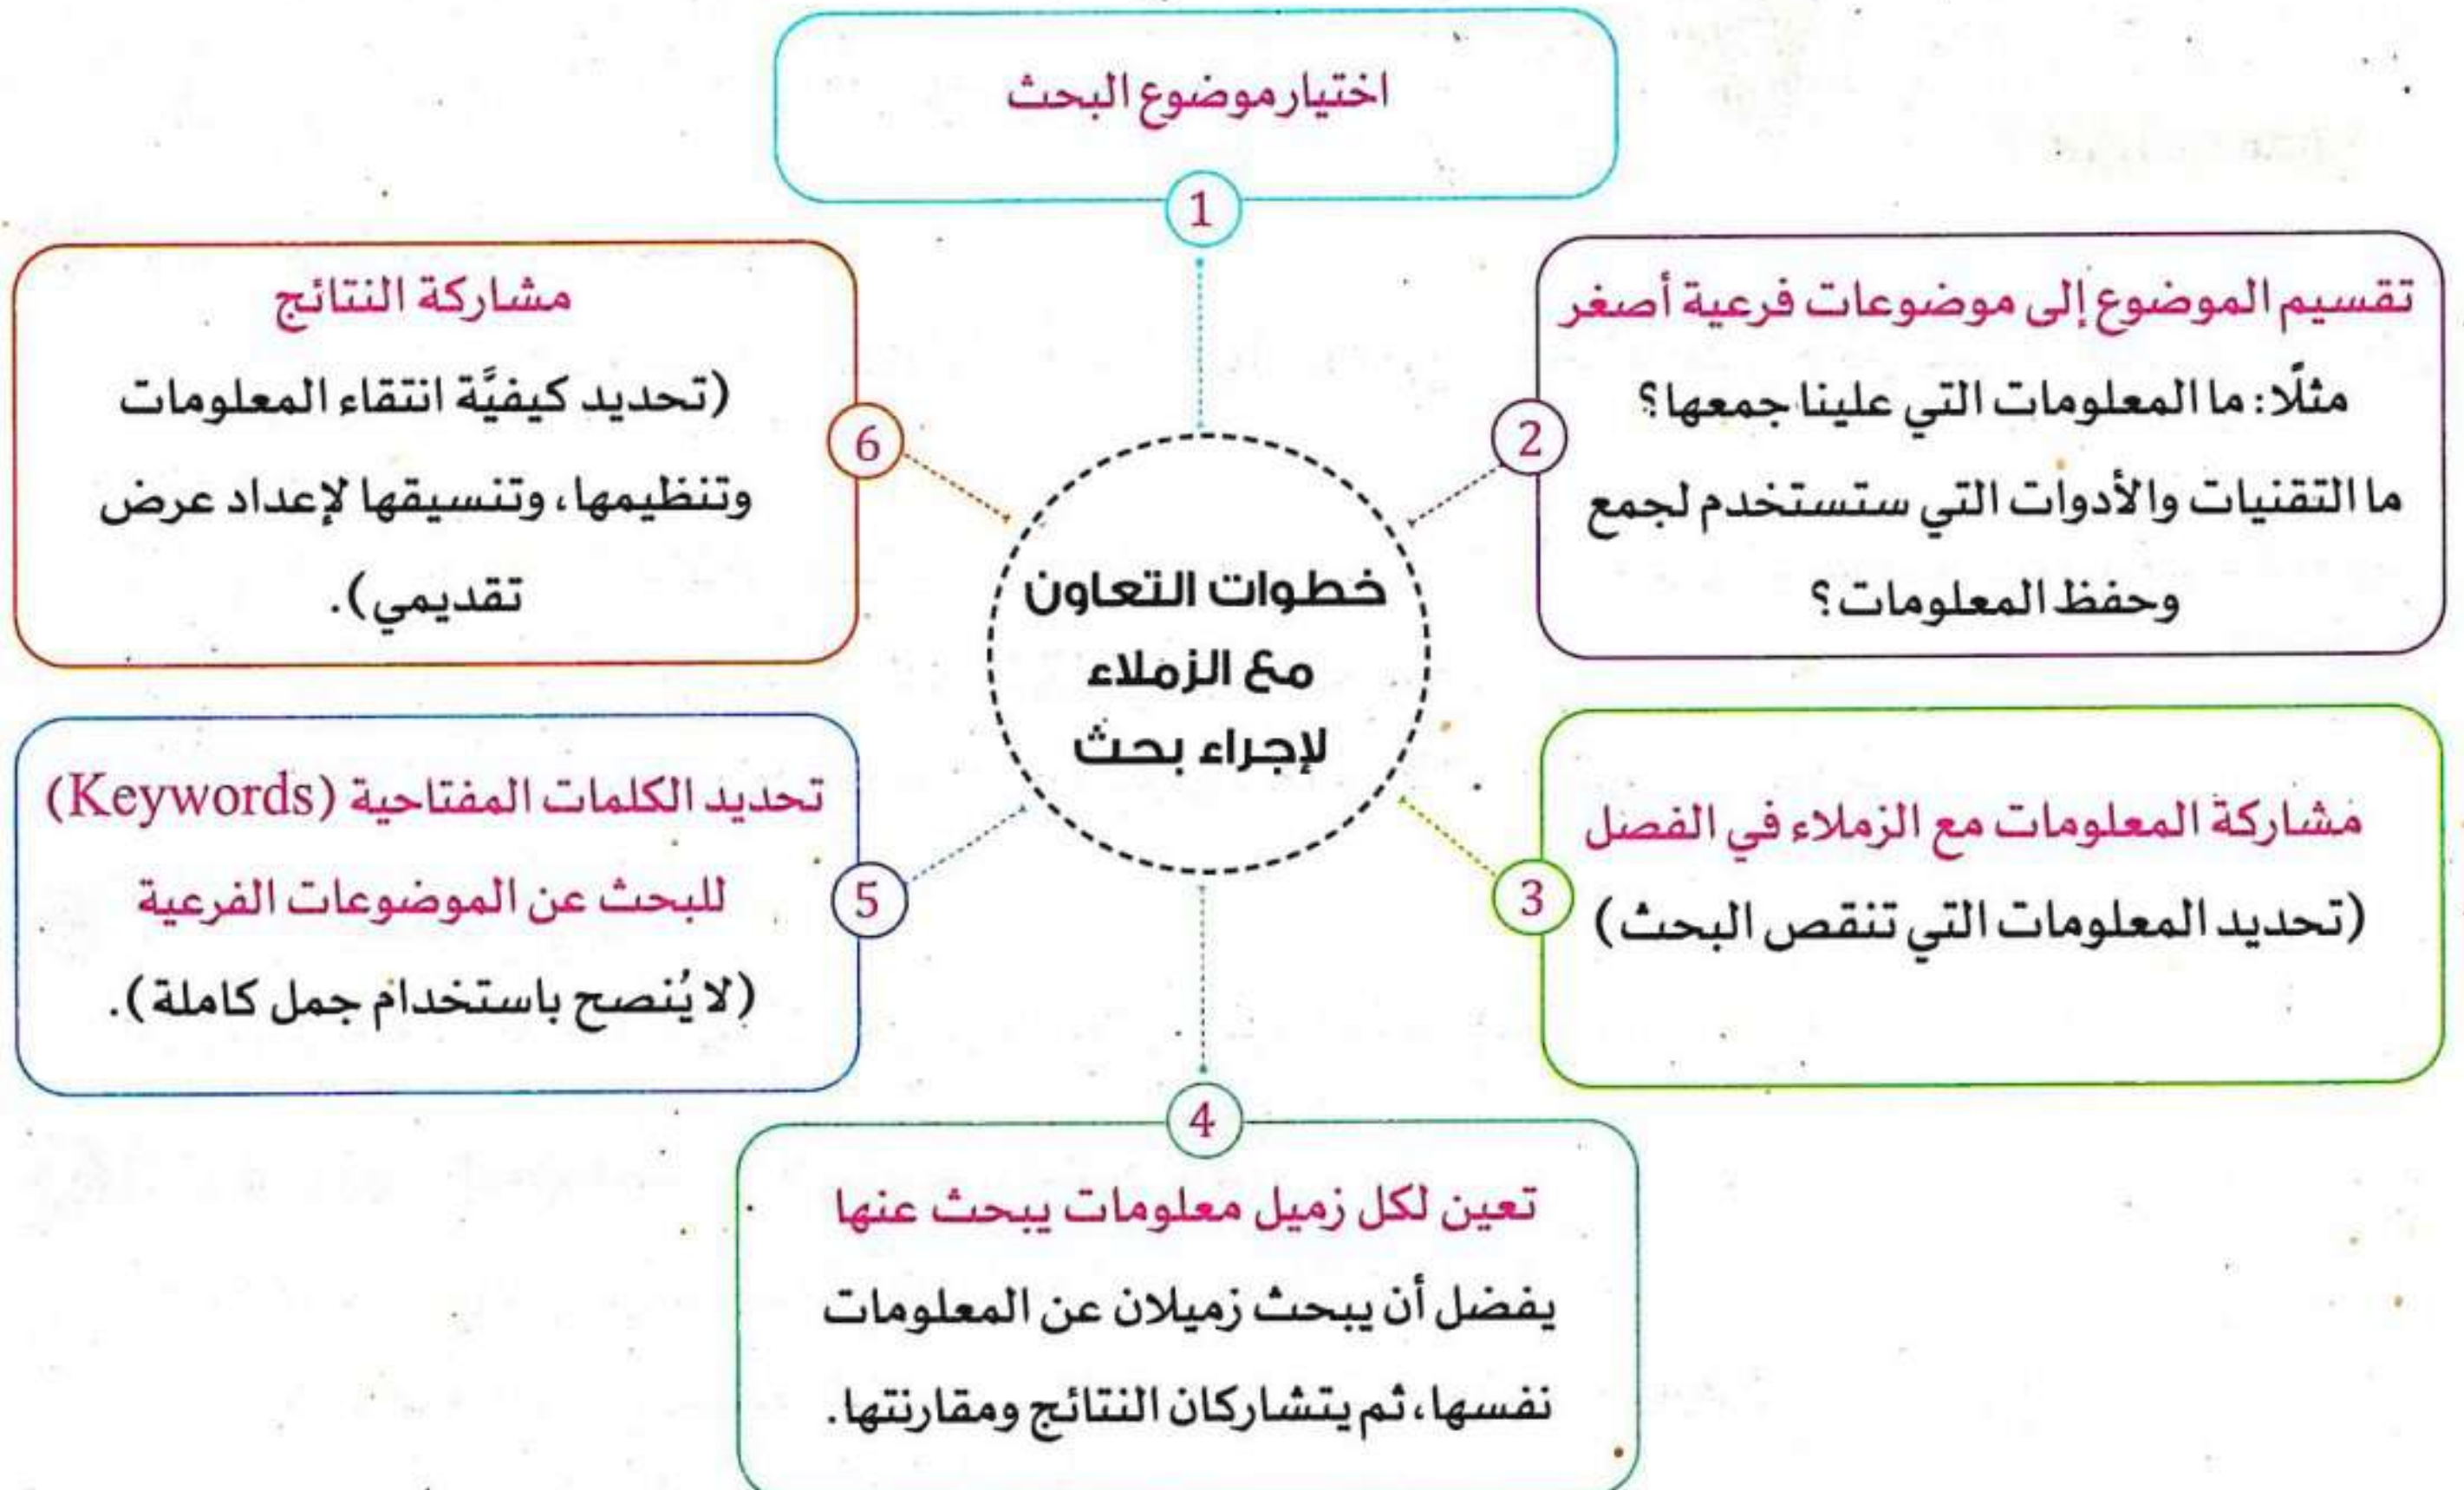 اختيار موضوع البحث
1
تقسيم الموضوع إلى موضوعات فرعية أصغر
مثلًا: ما المعلومات التي علينا جمعها؟
ما التقنيات والأدوات التي ستستخدم لجمع
وحفظ المعلومات؟
2
مشاركة المعلومات مع الزملاء في الفصل
(تحديد المعلومات التي تنقص البحث)
3
تعين لكل زميل معلومات يبحث عنها
يفضل أن يبحث زميلان عن المعلومات
نفسها، ثم يتشاركان النتائج ومقارنتها.
4
تحديد الكلمات المفتاحية (Keywords)
للبحث عن الموضوعات الفرعية
(لا يُنصح باستخدام جمل كاملة).
5
مشاركة النتائج
(تحديد كيفيَّة انتقاء المعلومات
وتنظيمها، وتنسيقها لإعداد عرض
تقديمي).
6
خطوات التعاون
مع الزملاء
لإجراء بحث